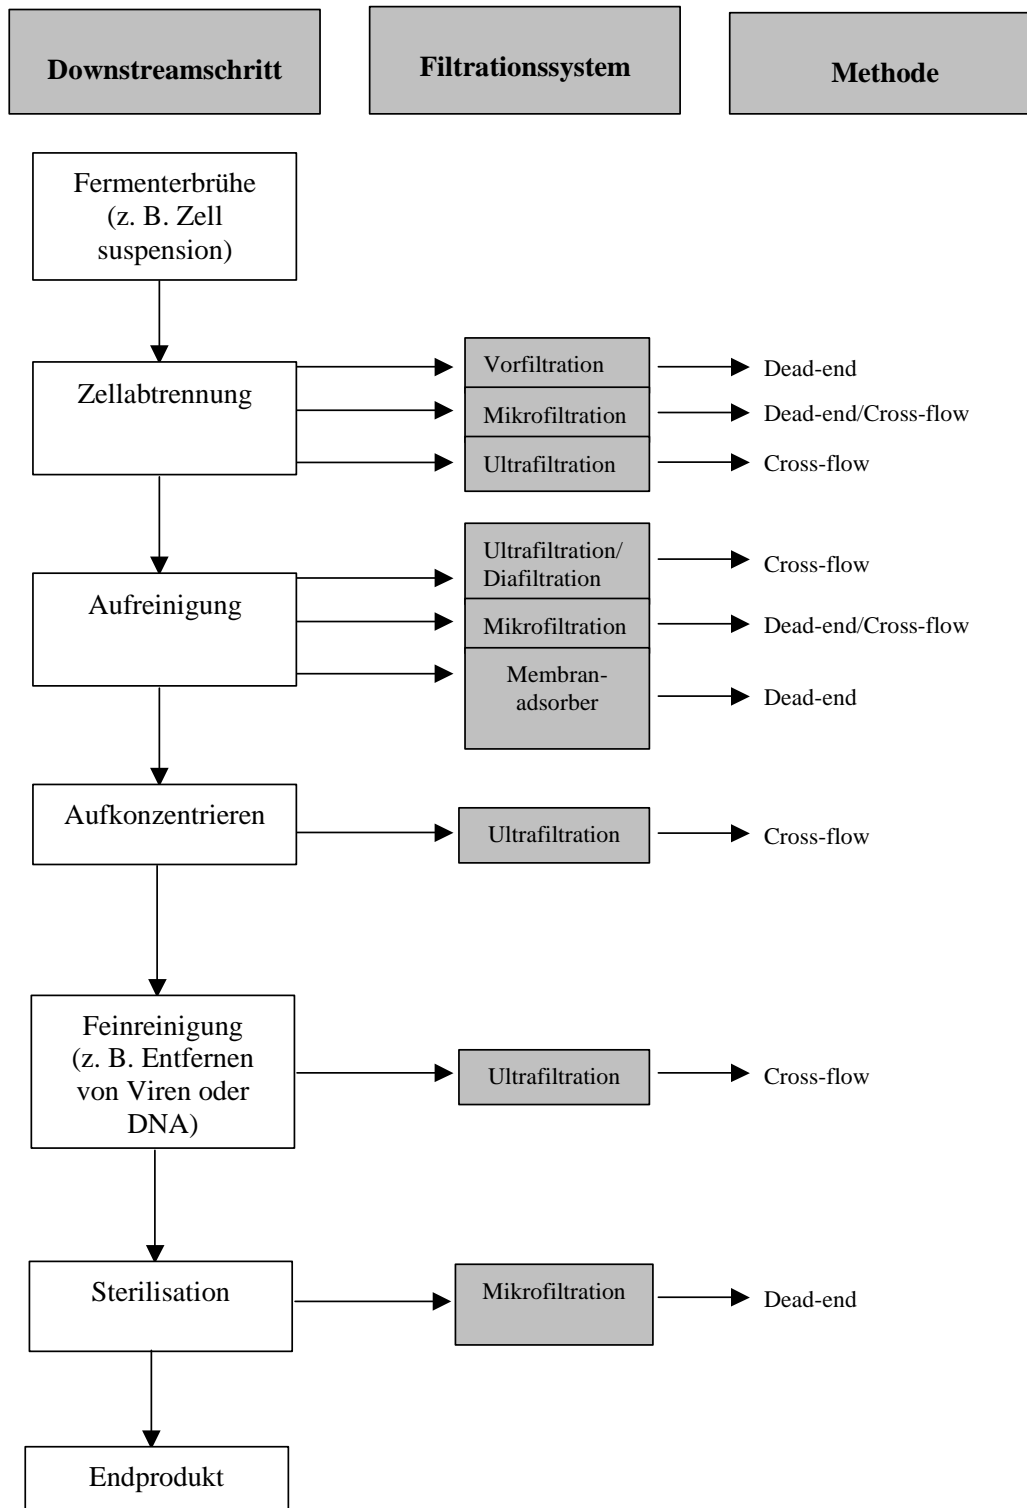 Downstreamschritt
Filtrationssystem
Methode
Fermenterbrühe
(z. B. Zell
suspension)
Zellabtrennung
Vorfiltration
Dead-end
Mikrofiltration
Dead-end/Cross-flow
Ultrafiltration
Cross-flow
Aufreinigung
Ultrafiltration/
Diafiltration
Cross-flow
Mikrofiltration
Dead-end/Cross-flow
Membran-
adsorber
Dead-end
Aufkonzentrieren
Ultrafiltration
Cross-flow
Feinreinigung
(z. B. Entfernen
von Viren oder
DNA)
Ultrafiltration
Cross-flow
Sterilisation
Mikrofiltration
Dead-end
Endprodukt